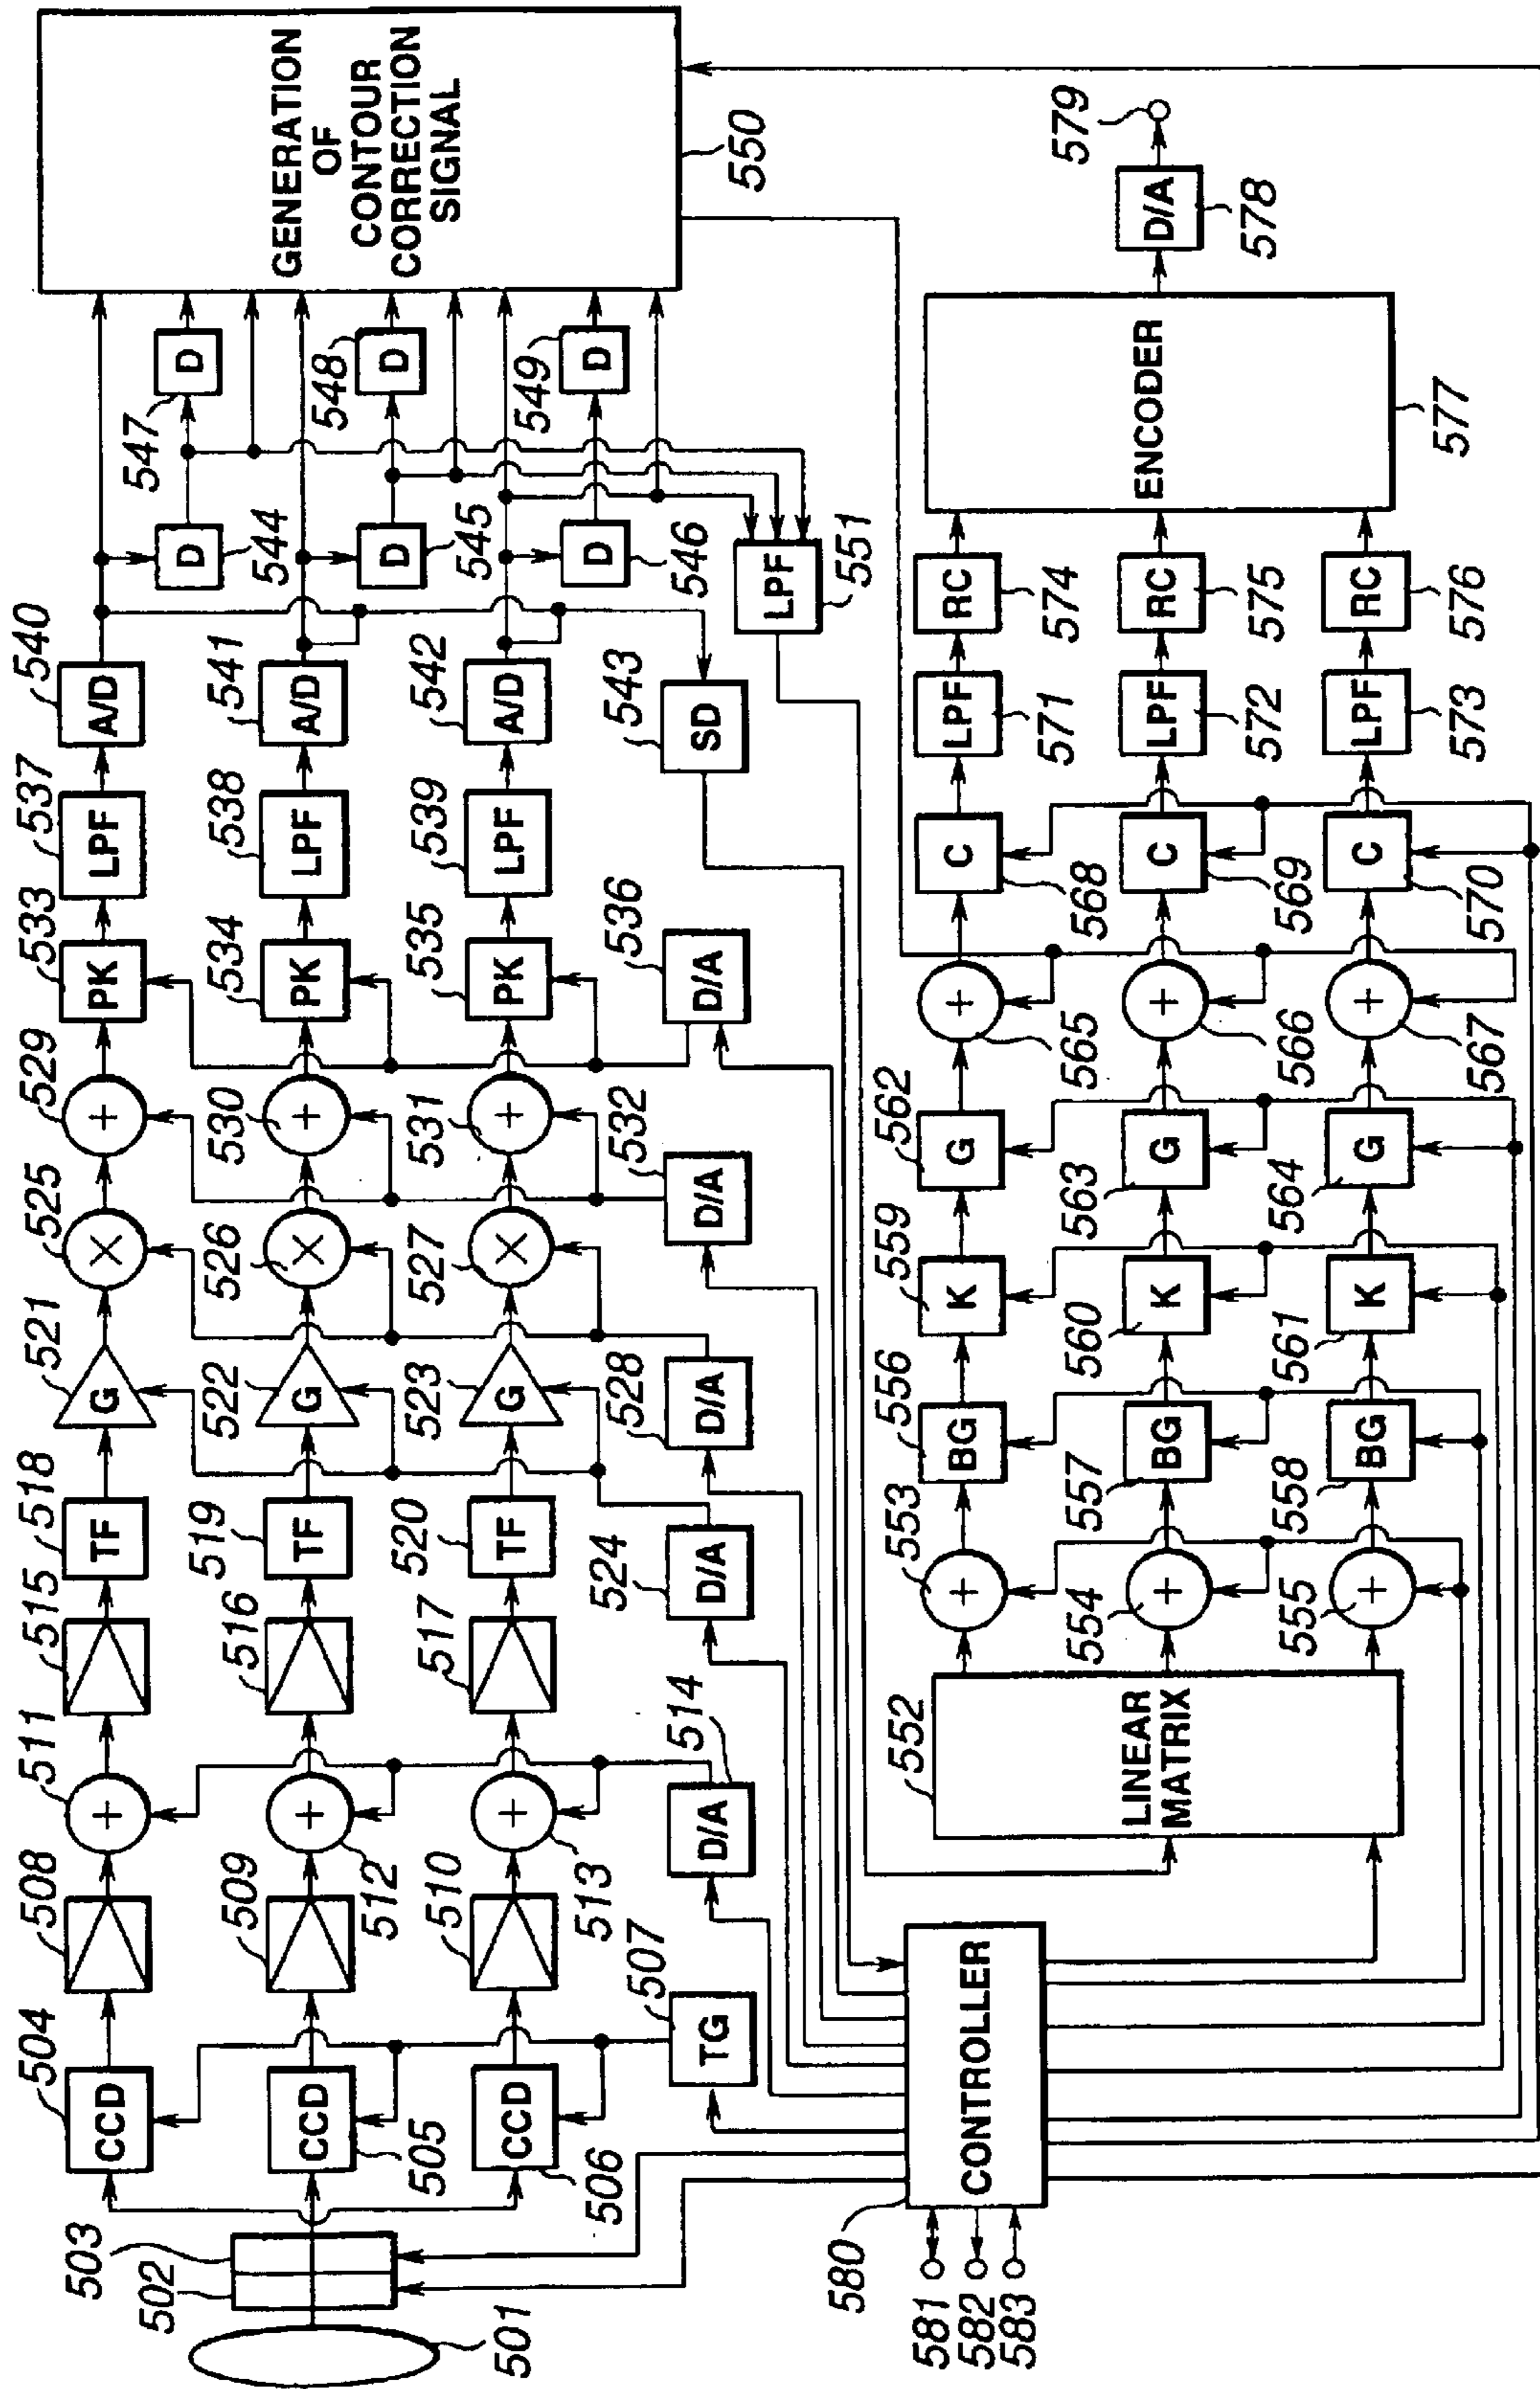 501
502
503
504
CCD
508
511
515
518
TF
521
G
525
×
529
+
533
PK
537
LPF
540
A/D
505
CCD
509
512
+
516
519
TF
522
G
526
×
530
+
534
PK
538
LPF
541
A/D
506
CCD
510
513
+
517
520
TF
523
G
527
×
531
+
535
PK
539
LPF
542
A/D
507
TG
514
D/A
524
D/A
528
D/A
532
D/A
536
D/A
543
SD
544
D
547
D
545
D
548
D
546
D
549
D
551
LPF
GENERATION
OF
CONTOUR
CORRECTION
SIGNAL
550
580
CONTROLLER
581
582
583
552
LINEAR
MATRIX
553
+
556
BG
559
K
562
G
565
+
568
C
571
LPF
574
RC
554
+
557
BG
560
K
563
G
566
+
569
C
572
LPF
575
RC
555
+
558
BG
561
K
564
G
567
+
570
C
573
LPF
576
RC
ENCODER
577
D/A
578
579